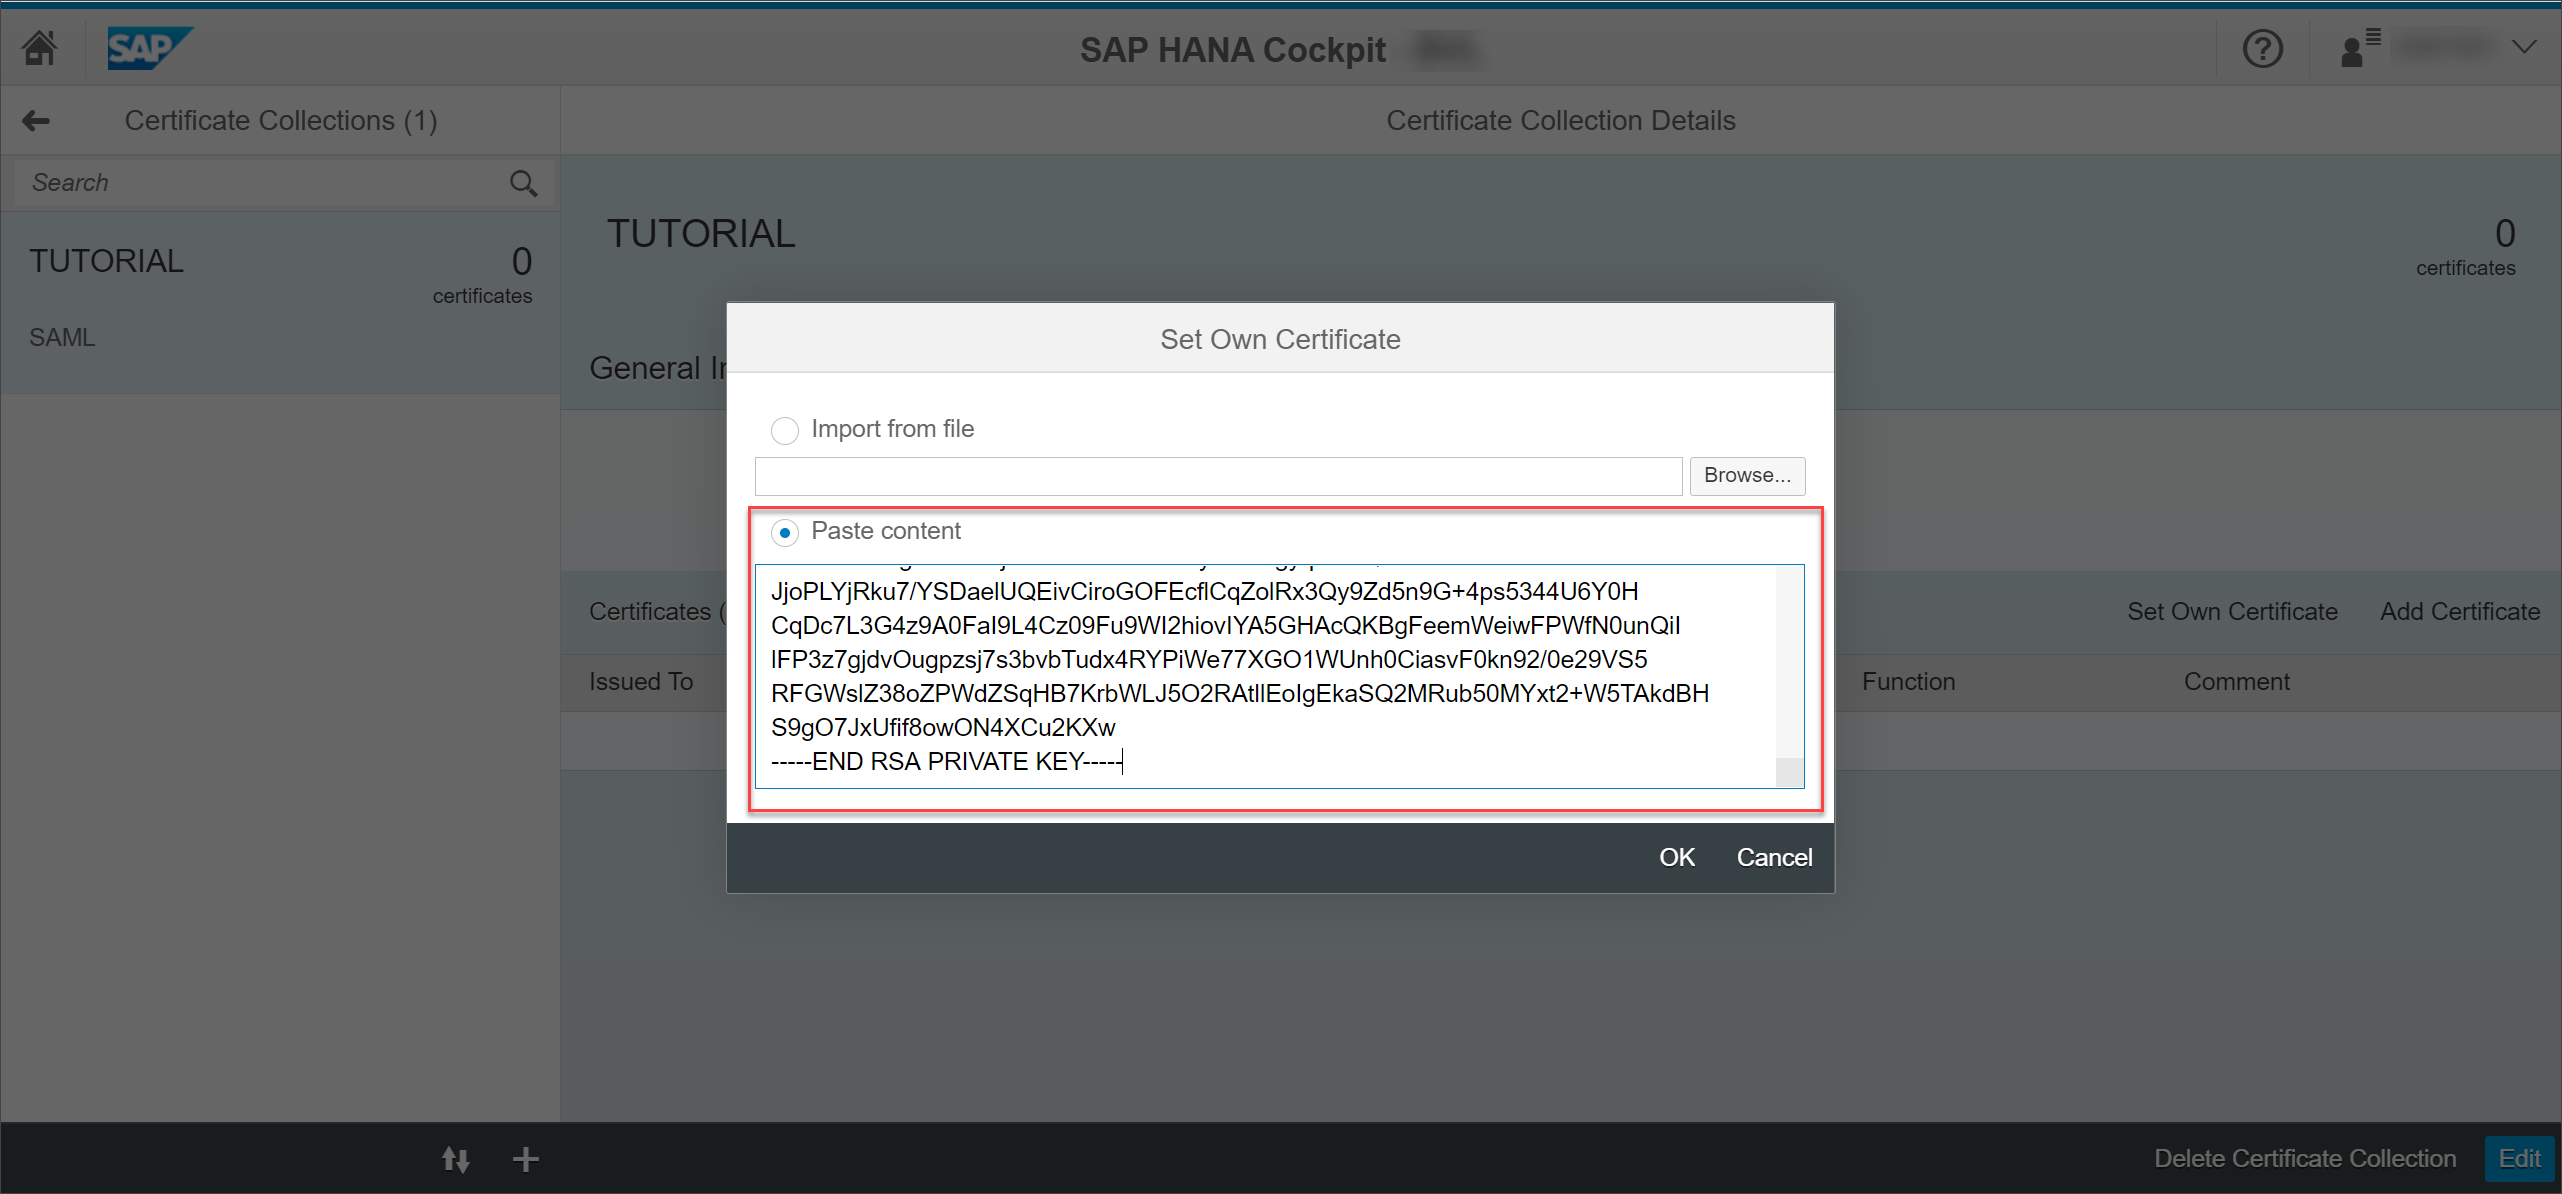 SAP
SAP HANA Cockpit
Certificate Collections (1)
Certificate Collection Details
Search
TUTORIAL
0
certificates
SAML
TUTORIAL
0
certificates
General
Set Own Certificate
Import from file
Browse...
Paste content
JjoPLYjRku7/YSDaelUQEivCiroGOFEcflCqZolRx3Qy9Zd5n9G+4ps5344U6Y0H
CqDc7L3G4z9A0FaI9L4Cz09Fu9WI2hiovIYA5GHAcQKBgFeemWeiwFPWfN0unQiI
lFP3z7gjdvOugpzsj7s3bvbTudx4RYPiWe77XGO1WUnh0CiasvF0kn92/0e29VS5
RFGWslZ38oZPWdZSqHB7KrbWLJ5O2RAtlIEoIgEkaSQ2MRub50MYxt2+W5TAkdBH
S9gO7JxUfif8owON4XCu2KXw
-----END RSA PRIVATE KEY-----
OK
Cancel
Certificates (
Set Own Certificate
Add Certificate
Issued To
Function
Comment
Delete Certificate Collection
Edit